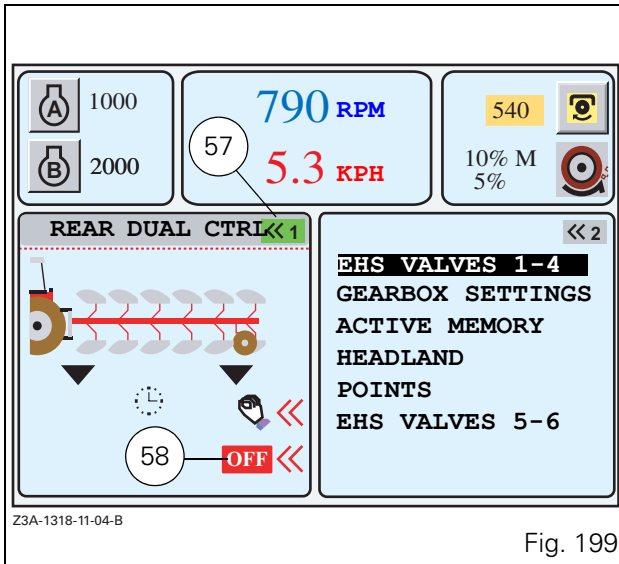 A 1000
B 2000
790 RPM
5.3 KPH
57
540
10% M
5%
REAR DUAL CTRL << 1
58
OFF <<
<<
<< 2
EHS VALVES 1-4
GEARBOX SETTINGS
ACTIVE MEMORY
HEADLAND
POINTS
EHS VALVES 5-6
Z3A-1318-11-04-B
Fig. 199